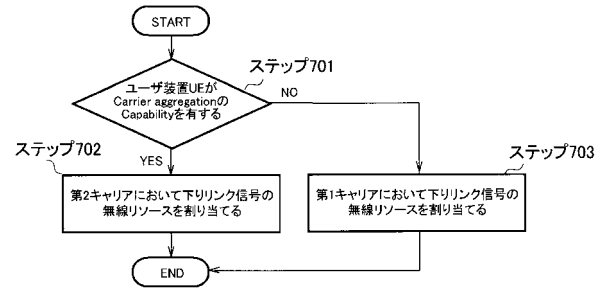 START
ステップ701
ユーザ装置UEが
Carrier aggregationの
Capabilityを有する
NO
YES
ステップ702
ステップ703
第2キャリアにおいて下りリンク信号の
無線リソースを割り当てる
第1キャリアにおいて下りリンク信号の
無線リソースを割り当てる
END